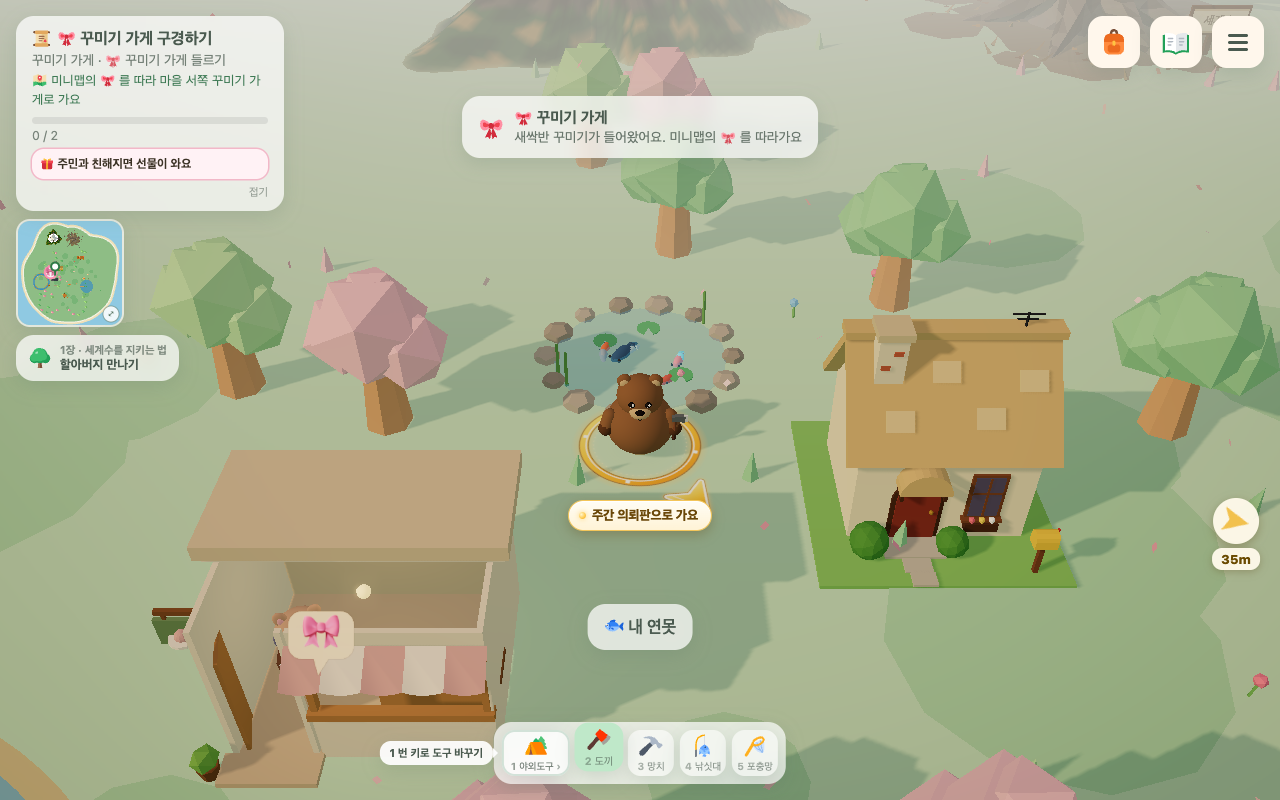 꾸미기 가게 구경하기
꾸미기 가게 · 꾸미기 가게 들르기
미니맵의 를 따라 마을 서쪽 꾸미기 가
게로 가요
0 / 2
주민과 친해지면 선물이 와요
접기
꾸미기 가게
새싹반 꾸미기가 들어왔어요. 미니맵의 를 따라가요
1장 · 세계수를 지키는 법
할아버지 만나기
주간 의뢰판으로 가요
35m
내 연못
1 번 키로 도구 바꾸기
1 야외도구 ›
2 도끼
3 망치
4 낚싯대
5 포충망